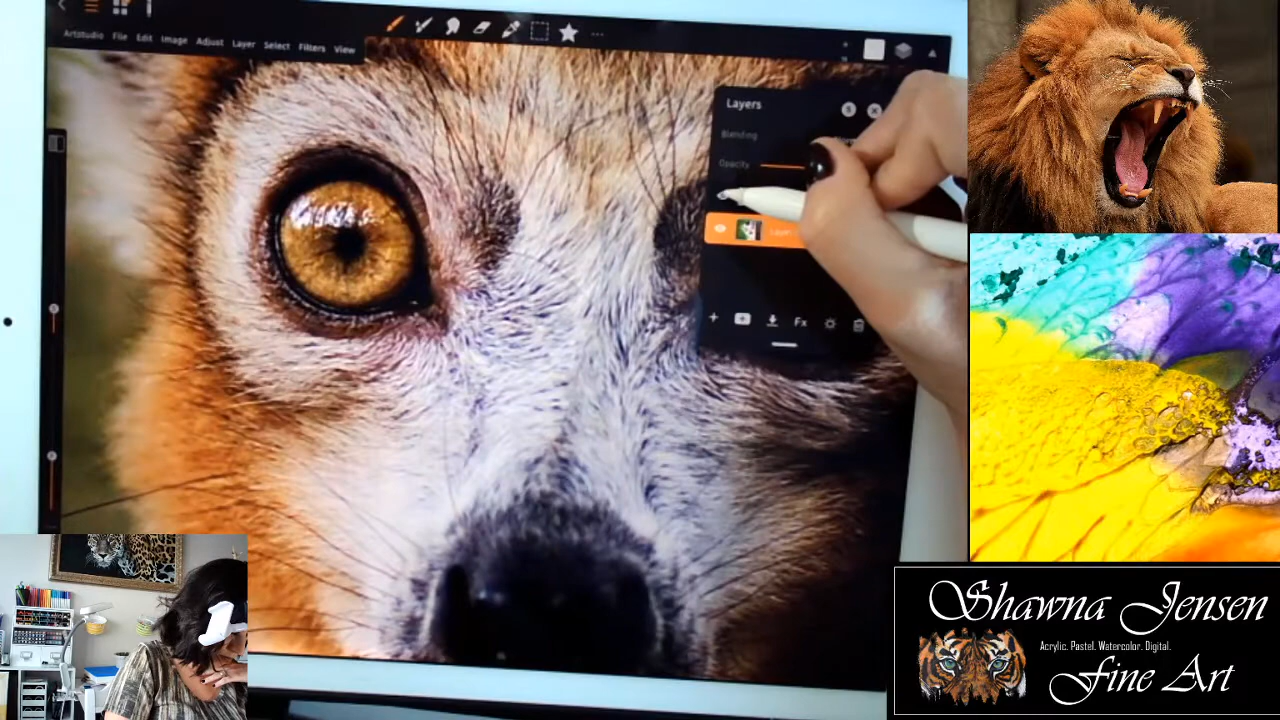 Artstudio File Edit Image Adjust Layer Select Filters View
Layers
Blending
Opacity
Layer
Fx
Shawna Jensen
Acrylic. Pastel. Watercolor. Digital.
Fine Art